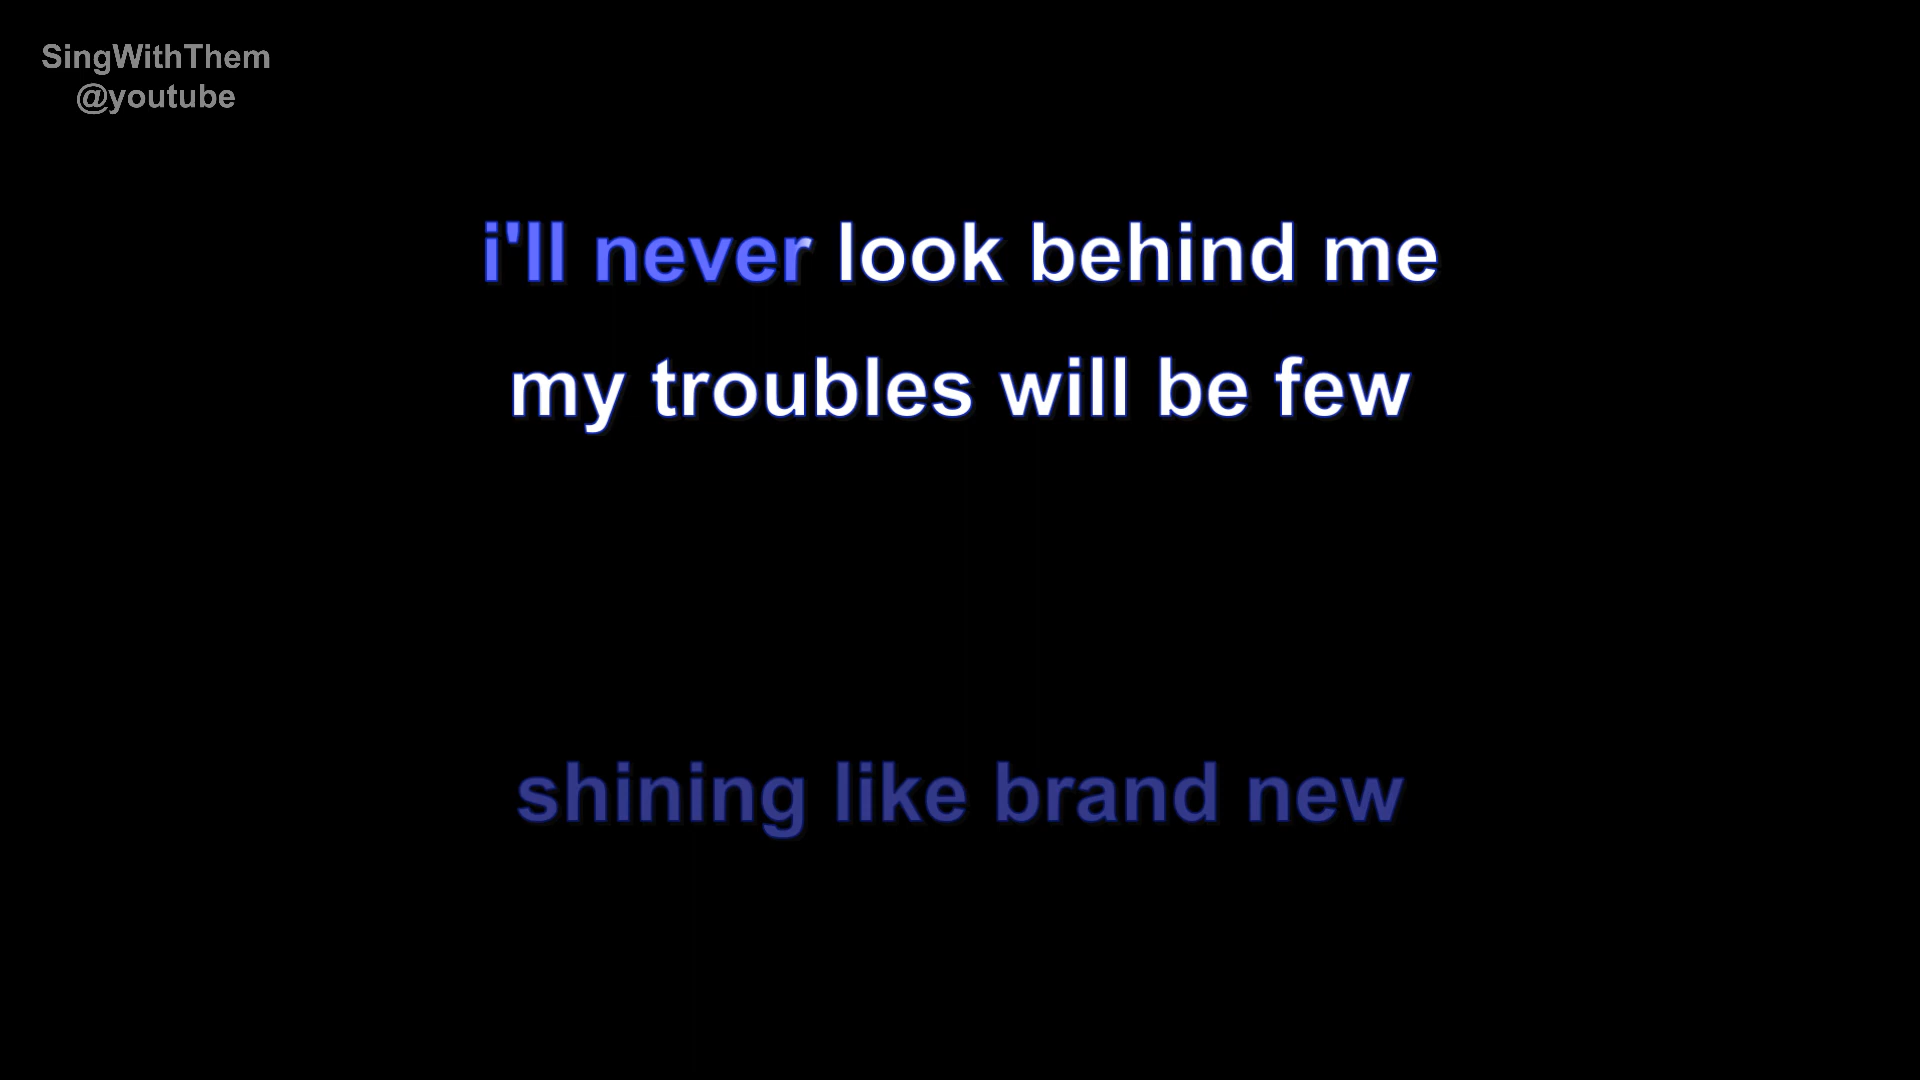 SingWithThem
@youtube
i'll never look behind me
my troubles will be few
shining like brand new